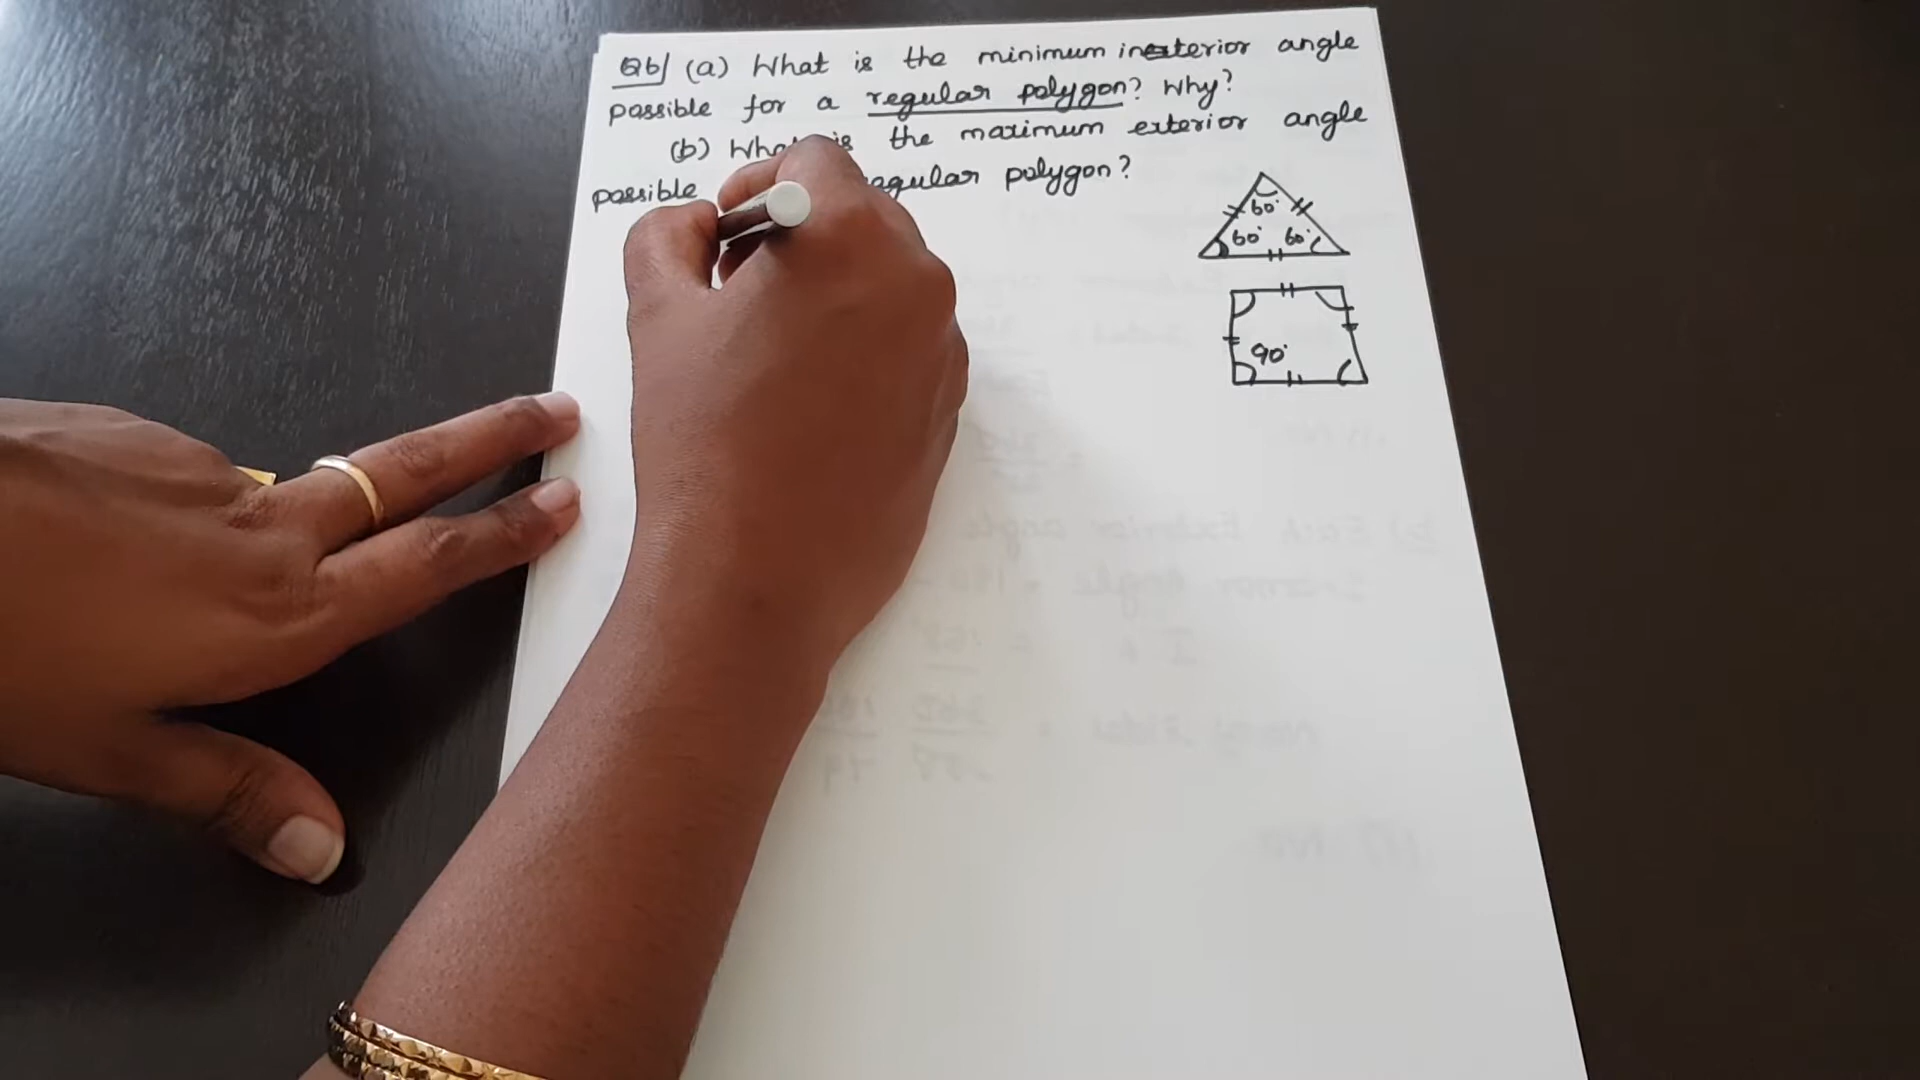 Q6/ (a) What is the minimum interior angle
possible for a regular polygon? Why?
(b) What is the maximum exterior angle
possible regular polygon?
60°
60° 60°
90°